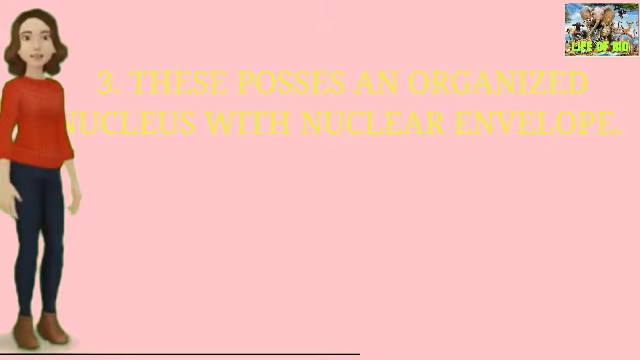 LIFE OF BIO
3. THESE POSSES AN ORGANIZED
NUCLEUS WITH NUCLEAR ENVELOPE.